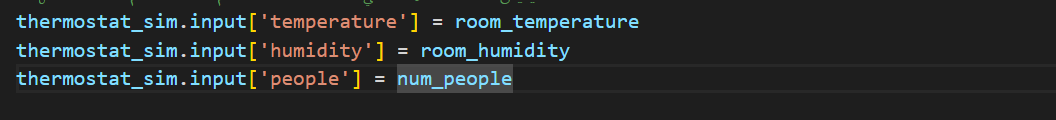 thermostat_sim.input['temperature'] = room_temperature
thermostat_sim.input['humidity'] = room_humidity
thermostat_sim.input['people'] = num_people